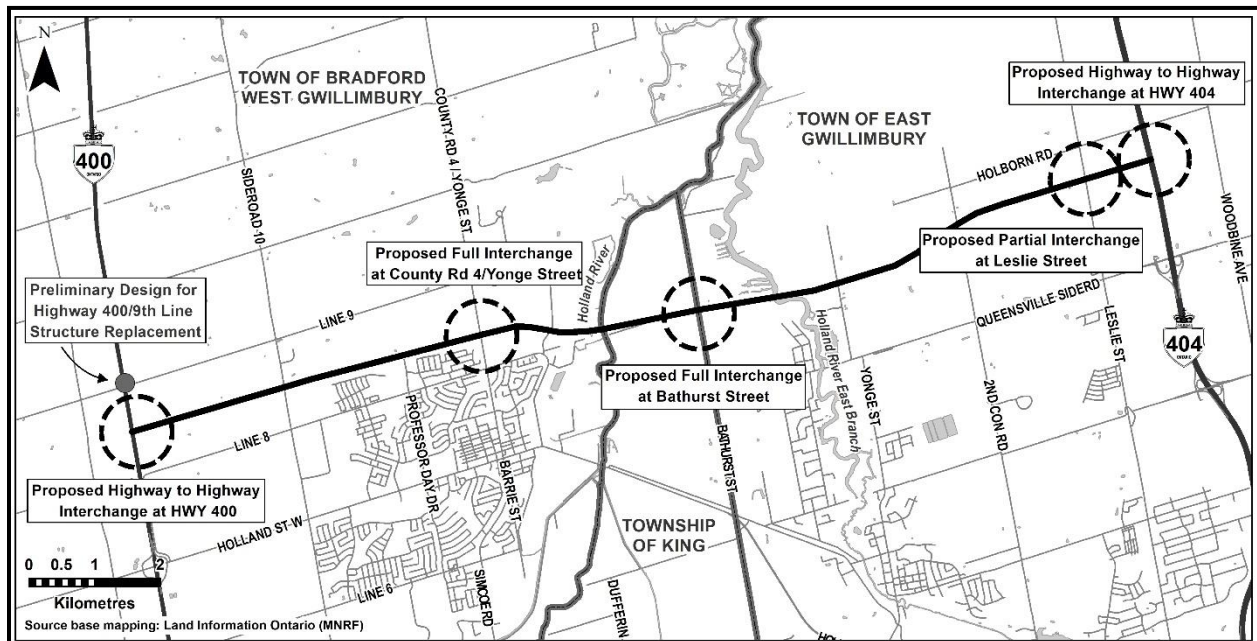 N
TOWN OF BRADFORD
WEST GWILLIMBURY
COUNTY RD 4 / YONGE ST
TOWN OF EAST
GWILLIMBURY
Proposed Highway to Highway
Interchange at HWY 404
400
ONTARIO
SIDEROAD 10
HOLBORN RD
WOODBINE AVE
Proposed Full Interchange
at County Rd 4/Yonge Street
Holland River
Proposed Partial Interchange
at Leslie Street
Preliminary Design for
Highway 400/9th Line
Structure Replacement
LINE 9
QUEENSVILLE SIDERD
LESLIE ST
404
ONTARIO
Proposed Full Interchange
at Bathurst Street
Holland River East Branch
YONGE ST
2ND CON RD
LINE 8
PROFESSOR DAY DR
BARRIE ST
BATHURST ST
Proposed Highway to Highway
Interchange at HWY 400
HOLLAND ST W
TOWNSHIP
OF KING
0 1 2
Kilometres
LINE 6
SIMCOE RD
DUFFERIN
Source base mapping: Land Information Ontario (MNRF)